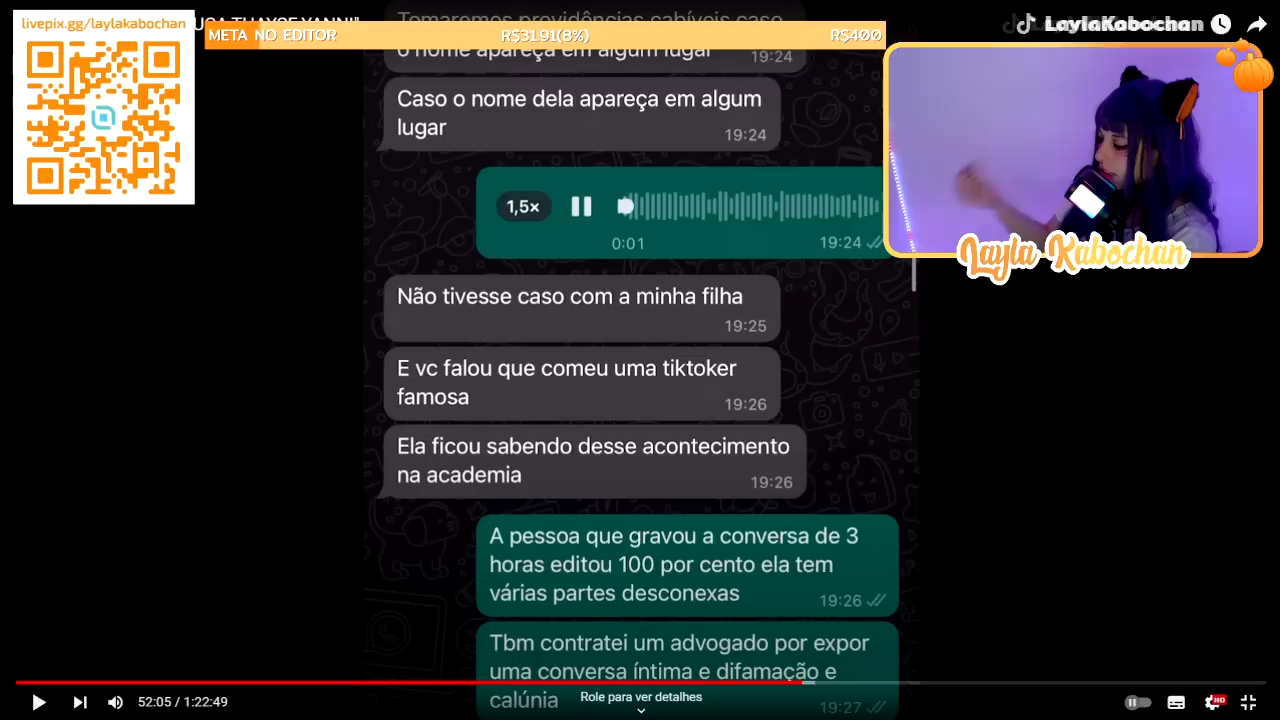 livepix.gg/laylakabochan
META NO EDITOR
R$31.91(8%)
R$400
LaylaKabochan
Tomaremos providências cabíveis caso
o nome apareça em algum lugar
19:24
Caso o nome dela apareça em algum
lugar
19:24
1,5×
0:01
19:24
Layla Kabochan
Não tivesse caso com a minha filha
19:25
E vc falou que comeu uma tiktoker
famosa
19:26
Ela ficou sabendo desse acontecimento
na academia
19:26
A pessoa que gravou a conversa de 3
horas editou 100 por cento ela tem
várias partes desconexas
19:26
Tbm contratei um advogado por expor
uma conversa íntima e difamação e
calúnia
19:27
52:05 / 1:22:49
Role para ver detalhes
HD